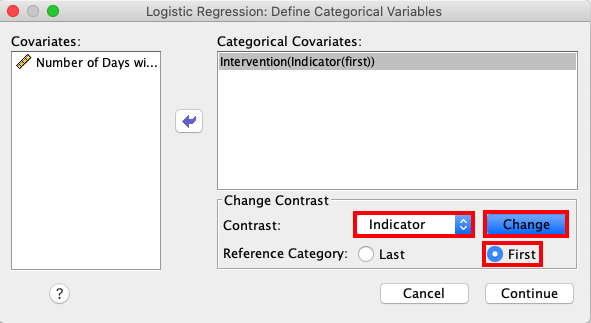 Logistic Regression: Define Categorical Variables
Covariates:
Number of Days wi...
Categorical Covariates:
Intervention(Indicator(first))
Change Contrast
Contrast: Indicator Change
Reference Category: Last First
? Cancel Continue